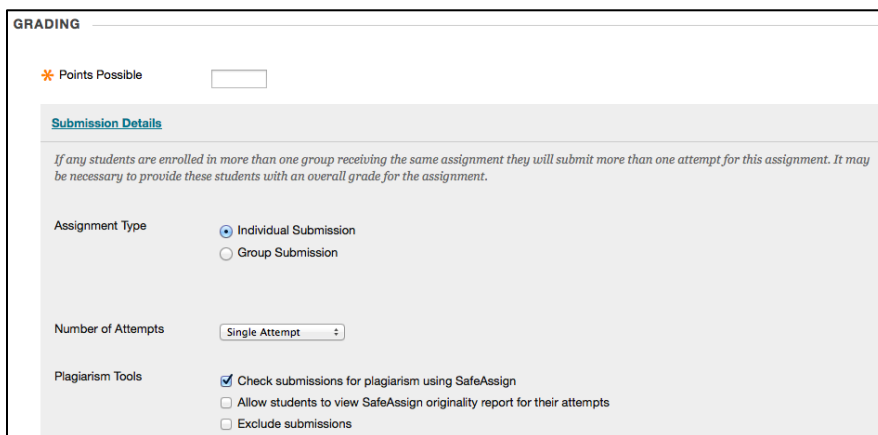 GRADING
Points Possible
Submission Details
If any students are enrolled in more than one group receiving the same assignment they will submit more than one attempt for this assignment. It may
be necessary to provide these students with an overall grade for the assignment.
Assignment Type
Individual Submission
Group Submission
Number of Attempts
Single Attempt
Plagiarism Tools
Check submissions for plagiarism using SafeAssign
Allow students to view SafeAssign originality report for their attempts
Exclude submissions